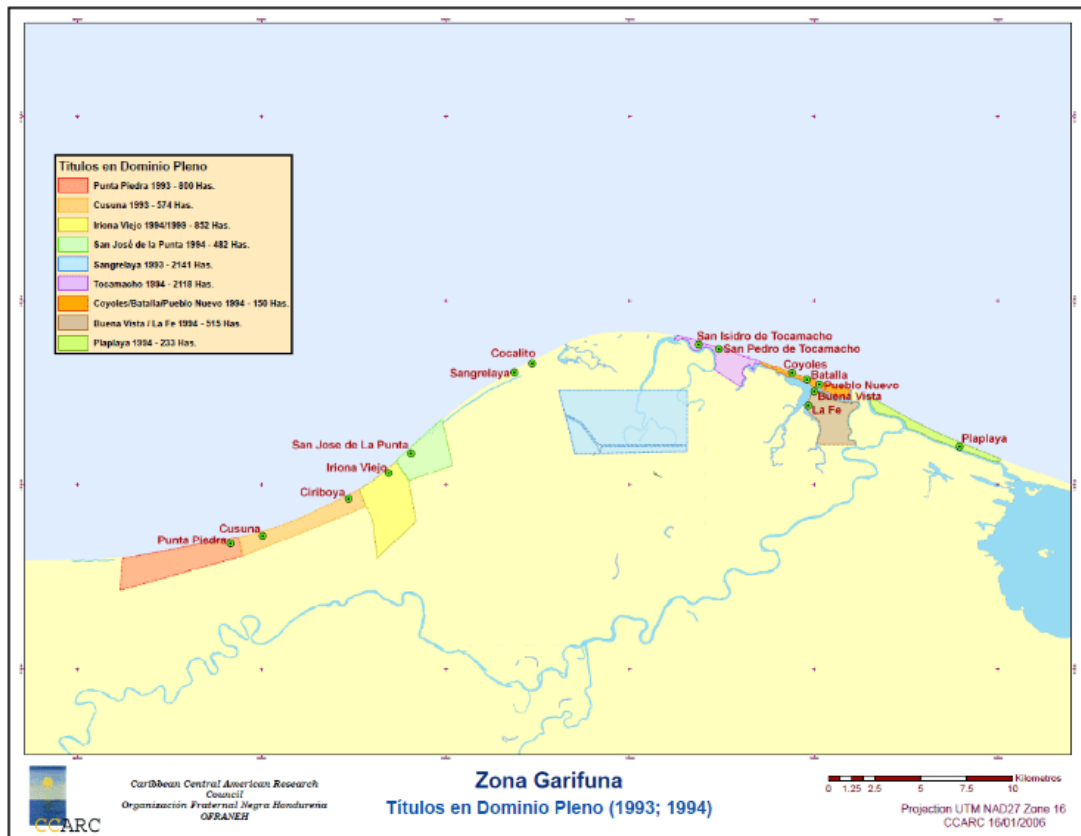 Titulos en Dominio Pleno
Punta Piedra 1993 - 800 Has.
Cusuna 1993 - 574 Has.
Iriona Viejo 1994/1999 - 852 Has.
San José de la Punta 1994 - 482 Has.
Sangrelaya 1993 - 2141 Has.
Tocamacho 1994 - 2118 Has.
Coyoles/Batalla/Pueblo Nuevo 1994 - 150 Has.
Buena Vista / La Fe 1994 - 515 Has.
Plaplaya 1994 - 233 Has.
San Isidro de Tocamacho
San Pedro de Tocamacho
Cocalito
Sangrelaya
Coyoles
Batalla
Pueblo Nuevo
Buena Vista
La Fe
Plaplaya
San Jose de La Punta
Iriona Viejo
Ciriboya
Cusuna
Punta Piedra
CCARC
Caribbean Central American Research
Council
Organización Fraternal Negra Hondureña
OFRANEH
Zona Garifuna
Títulos en Dominio Pleno (1993; 1994)
Kilometros
0 1.25 2.5 5 7.5 10
Projection UTM NAD27 Zone 16
CCARC 16/01/2006